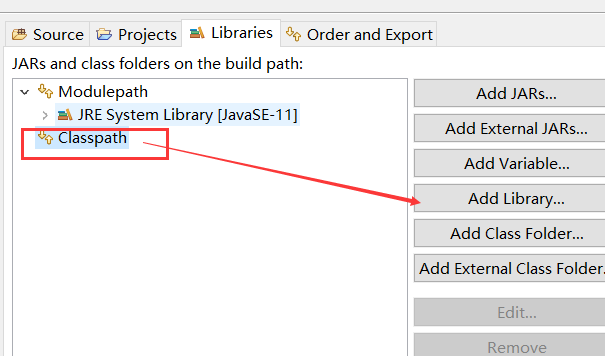 Source Projects Libraries Order and Export
JARs and class folders on the build path:
Modulepath
JRE System Library [JavaSE-11]
Classpath
Add JARs...
Add External JARs...
Add Variable...
Add Library...
Add Class Folder...
Add External Class Folder.
Edit...
Remove